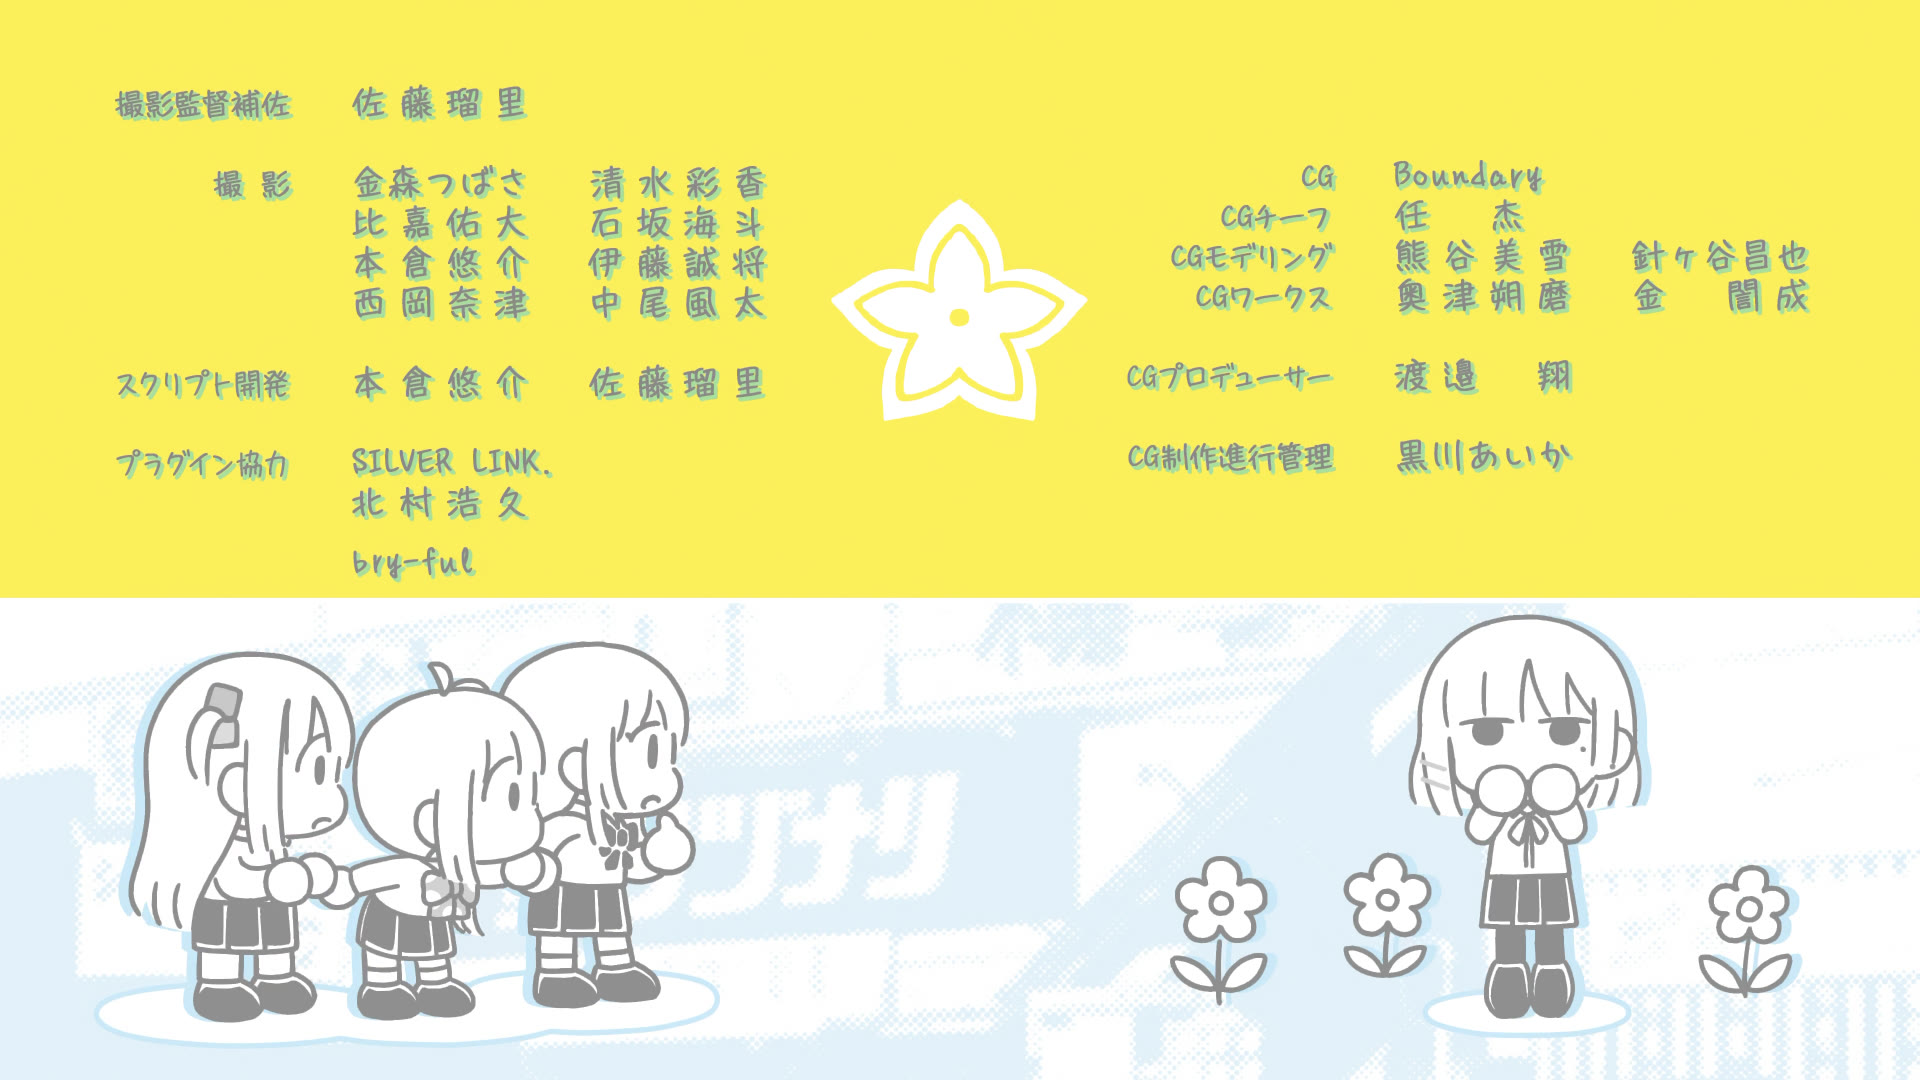 撮影監督補佐 佐藤瑠里
撮影 金森つばさ 清水彩香
比嘉佑大 石坂海斗
本倉悠介 伊藤誠将
西岡奈津 中尾風太
スクリプト開発 本倉悠介 佐藤瑠里
プラグイン協力 SILVER LINK.
北村浩久
bry-ful
CG Boundary
CGチーフ 任杰
CGモデリング 熊谷美雪 針ヶ谷昌也
CGワークス 奥津朔磨 金闇成
CGプロデューサー 渡邉翔
CG制作進行管理 黒川あいか
ツナリ